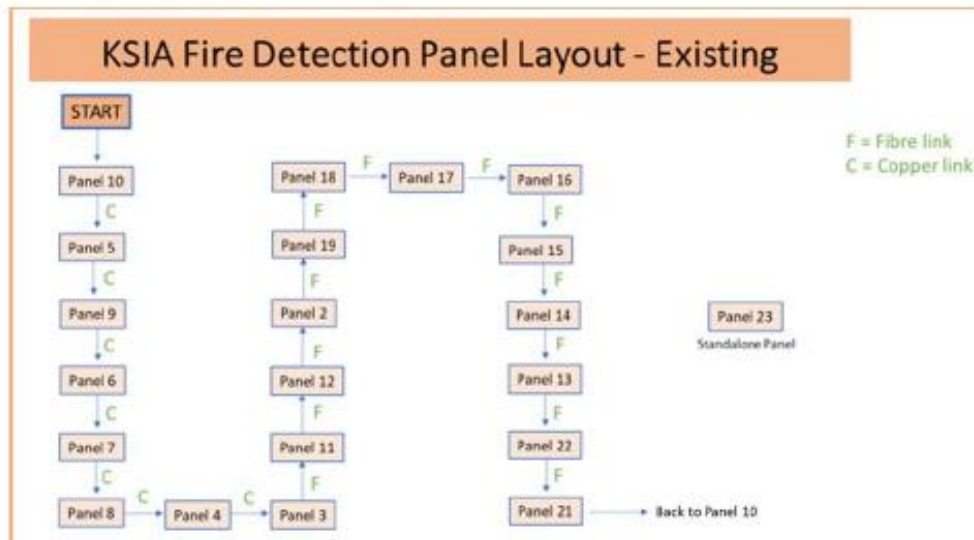 KSIA Fire Detection Panel Layout - Existing
START
F = Fibre link
C = Copper link
Panel 10
C
Panel 5
C
Panel 9
C
Panel 6
C
Panel 7
C
Panel 8
C
Panel 4
C
Panel 3
F
Panel 11
F
Panel 12
F
Panel 2
F
Panel 19
F
Panel 18
F
Panel 17
F
Panel 16
F
Panel 15
F
Panel 14
F
Panel 13
F
Panel 22
F
Panel 21
Back to Panel 10
Panel 23
Standalone Panel